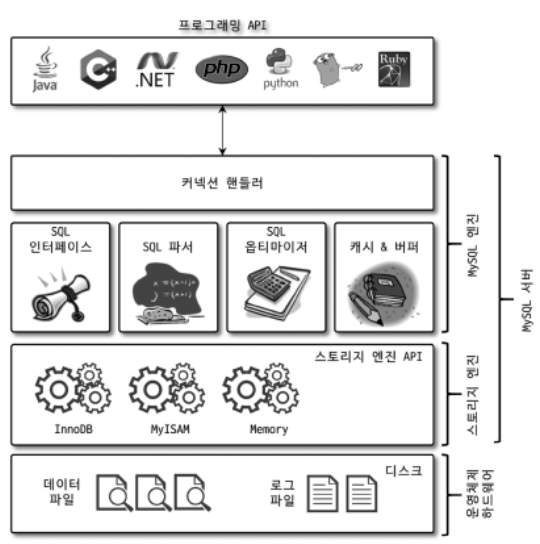 프로그래밍 API
Java
C++
.NET
php
python
Ruby
커넥션 핸들러
SQL
인터페이스
SQL 파서
SQL
옵티마이저
캐시 & 버퍼
MySQL 엔진
MySQL 서버
스토리지 엔진 API
InnoDB
MyISAM
Memory
스토리지 엔진
디스크
데이터
파일
로그
파일
운영체제
하드웨어